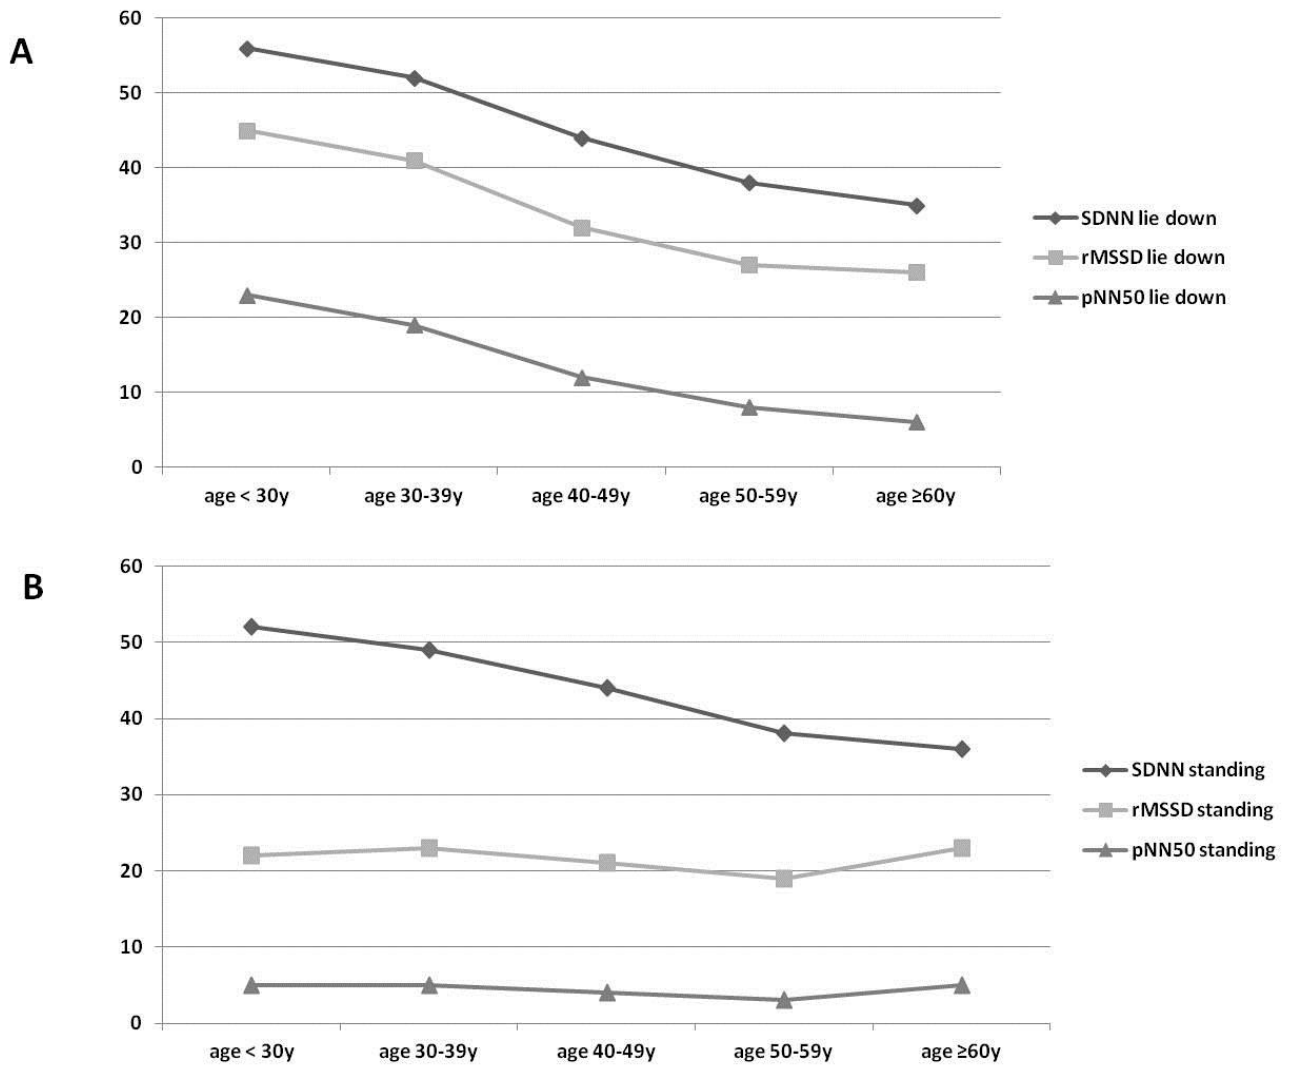 A
60
50
40
30
20
10
0
age < 30y age 30-39y age 40-49y age 50-59y age ≥60y
SDNN lie down
rMSSD lie down
pNN50 lie down
B
60
50
40
30
20
10
0
age < 30y age 30-39y age 40-49y age 50-59y age ≥60y
SDNN standing
rMSSD standing
pNN50 standing